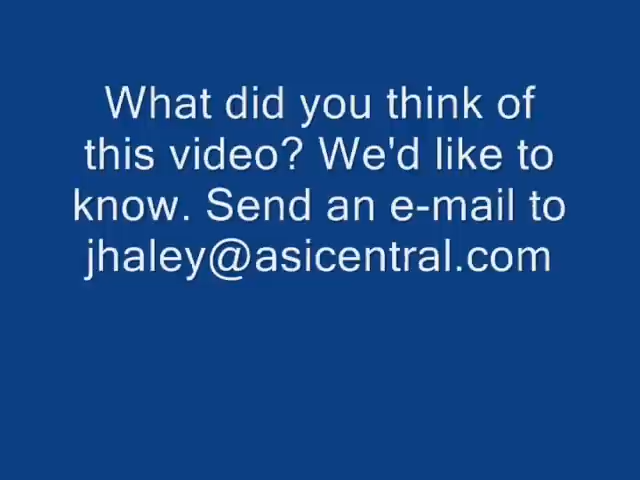 What did you think of
this video? We'd like to
know. Send an e-mail to
jhaley@asicentral.com